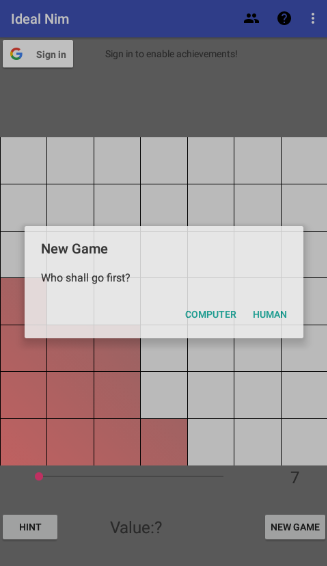 Ideal Nim
Sign in
Sign in to enable achievements!
New Game
Who shall go first?
COMPUTER
HUMAN
7
HINT
Value:?
NEW GAME